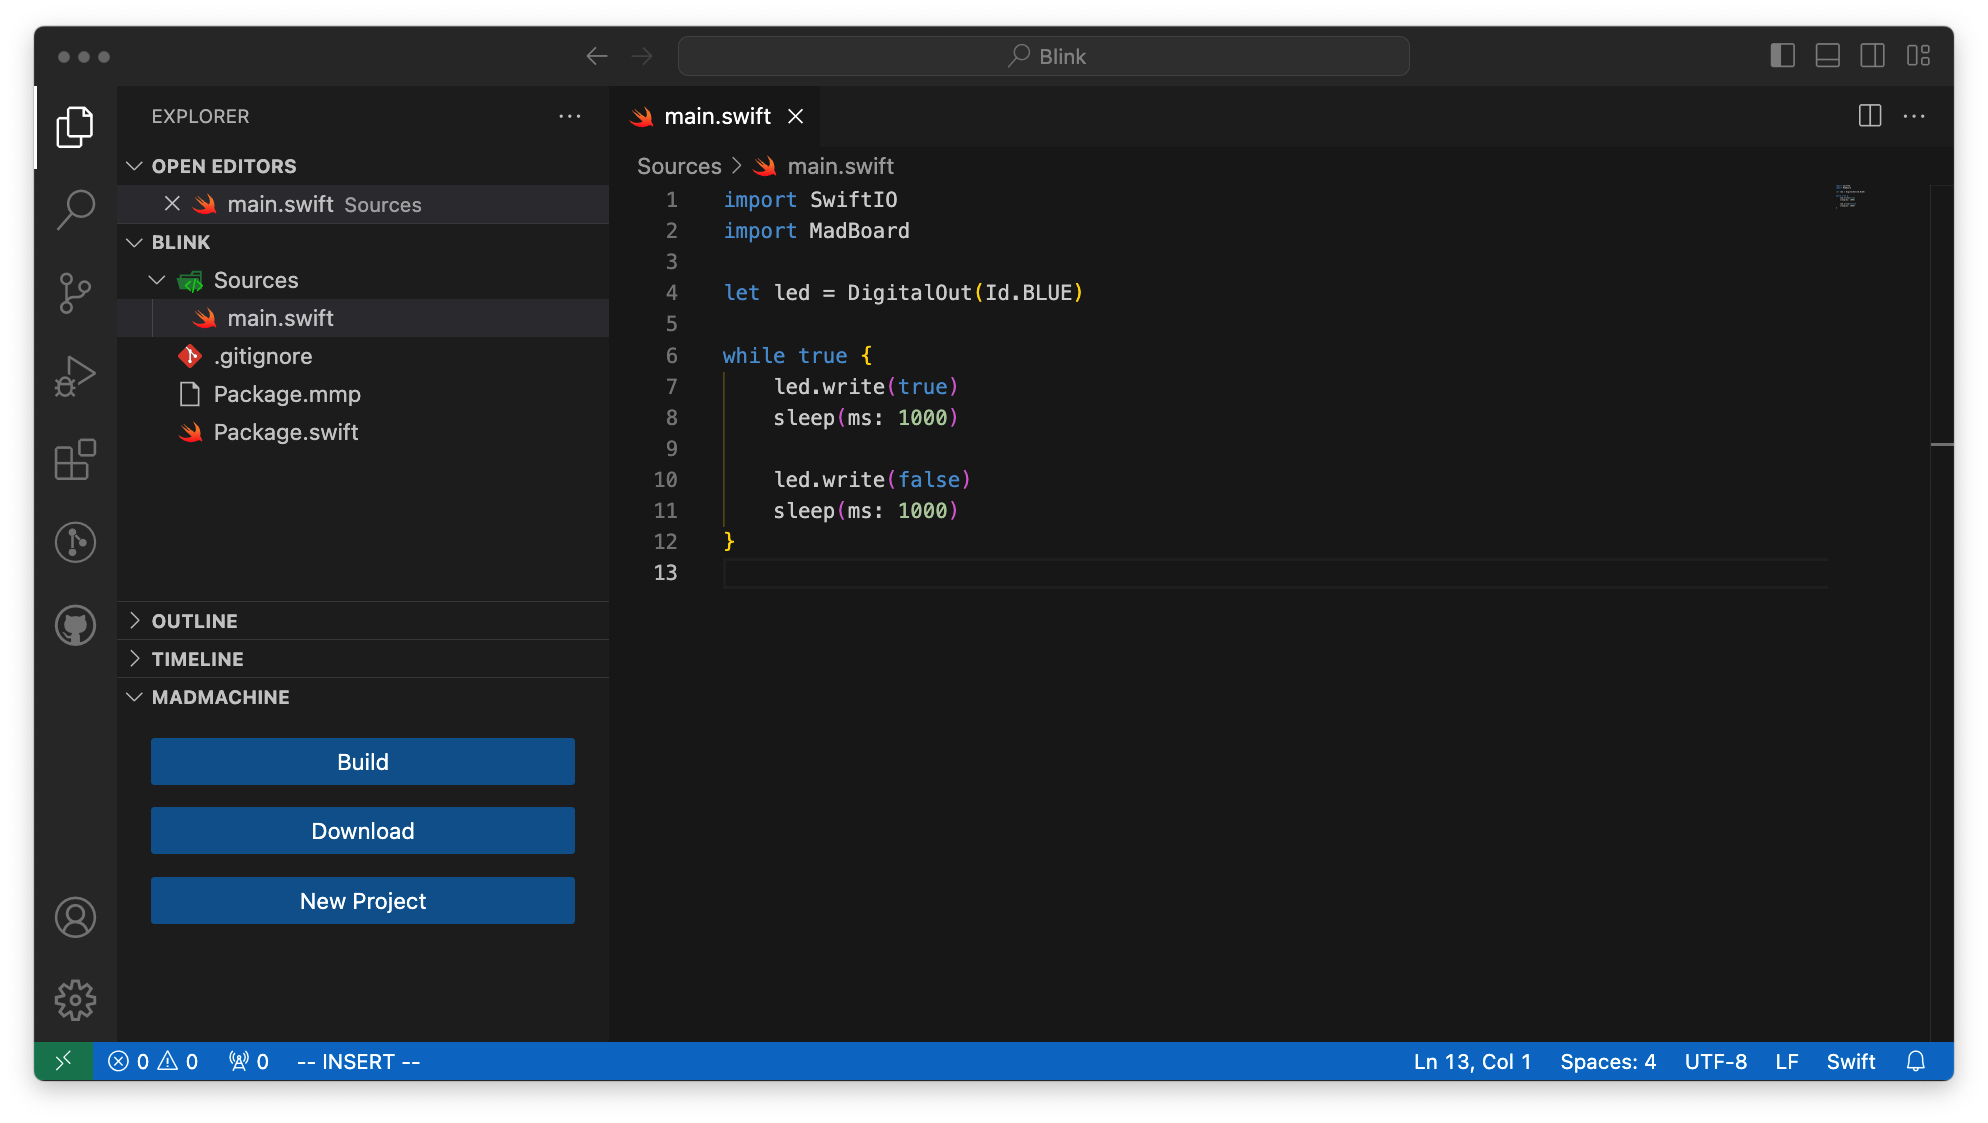 Blink
EXPLORER
OPEN EDITORS
main.swift Sources
BLINK
Sources
main.swift
.gitignore
Package.mmp
Package.swift
OUTLINE
TIMELINE
MADMACHINE
Build
Download
New Project
main.swift
Sources main.swift
1 import SwiftIO
2 import MadBoard
3
4 let led = DigitalOut(Id.BLUE)
5
6 while true {
7     led.write(true)
8     sleep(ms: 1000)
9
10     led.write(false)
11     sleep(ms: 1000)
12 }
13
0 0 0 -- INSERT -- Ln 13, Col 1 Spaces: 4 UTF-8 LF Swift